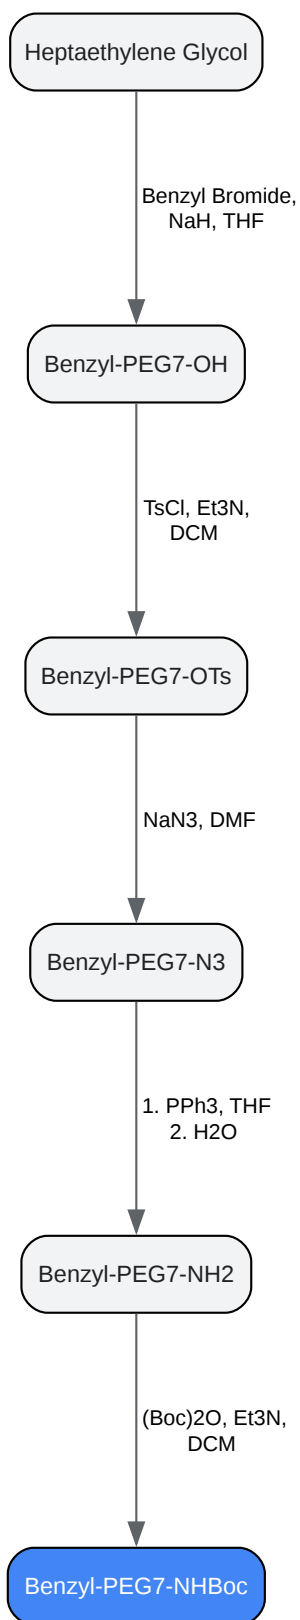 Heptaethylene Glycol
Benzyl Bromide,
NaH, THF
Benzyl-PEG7-OH
TsCl, Et3N,
DCM
Benzyl-PEG7-OTs
NaN3, DMF
Benzyl-PEG7-N3
1. PPh3, THF
2. H2O
Benzyl-PEG7-NH2
(Boc)2O, Et3N,
DCM
Benzyl-PEG7-NHBoc